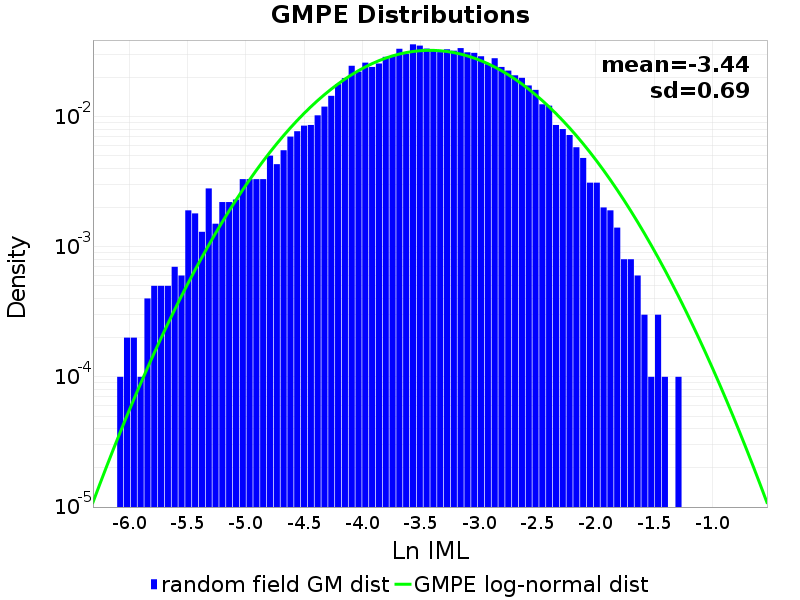 GMPE Distributions
mean=-3.44
sd=0.69
10-2
10-3
10-4
10-5
Density
-6.0 -5.5 -5.0 -4.5 -4.0 -3.5 -3.0 -2.5 -2.0 -1.5 -1.0
Ln IML
random field GM dist GMPE log-normal dist